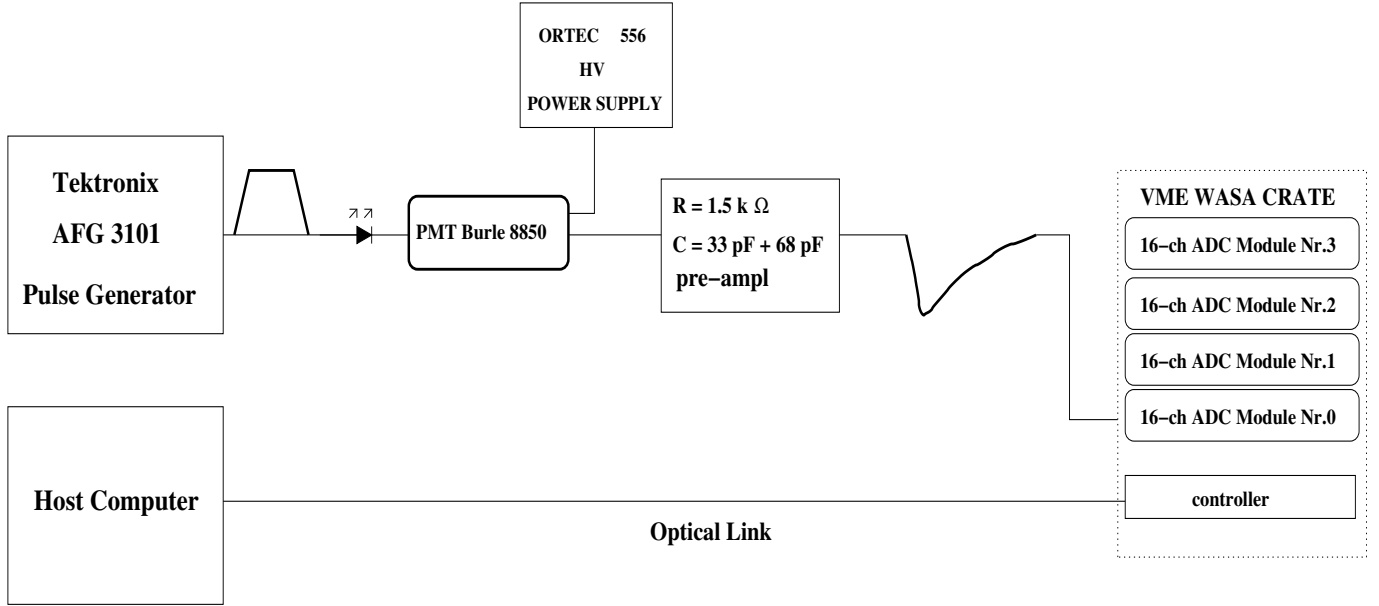 ORTEC 556
HV
POWER SUPPLY
Tektronix
AFG 3101
Pulse Generator
PMT Burle 8850
R = 1.5 k Ω
C = 33 pF + 68 pF
pre−ampl
VME WASA CRATE
16−ch ADC Module Nr.3
16−ch ADC Module Nr.2
16−ch ADC Module Nr.1
16−ch ADC Module Nr.0
controller
Host Computer
Optical Link